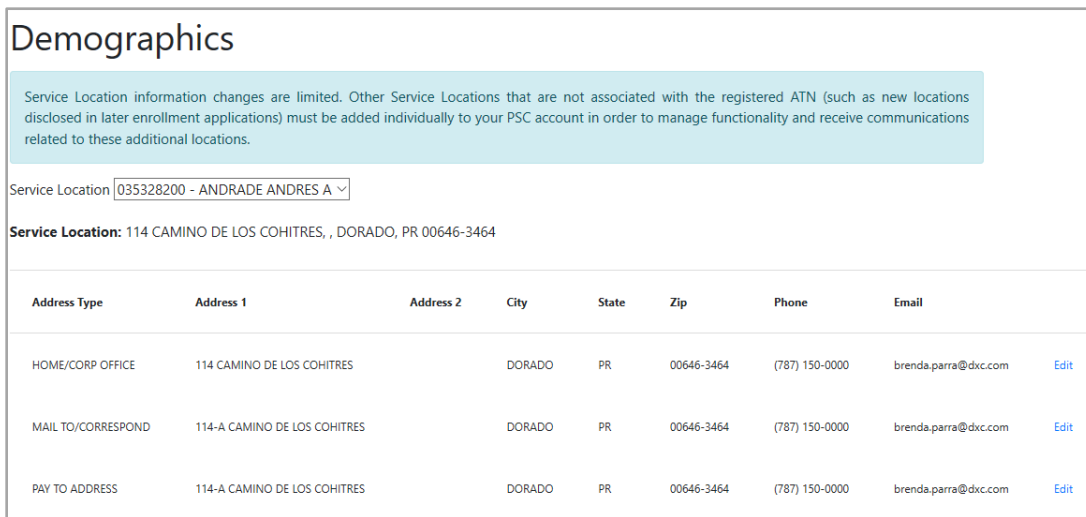 Demographics
Service Location information changes are limited. Other Service Locations that are not associated with the registered ATN (such as new locations
disclosed in later enrollment applications) must be added individually to your PSC account in order to manage functionality and receive communications
related to these additional locations.
Service Location 035328200 - ANDRADE ANDRES A
Service Location: 114 CAMINO DE LOS COHITRES, , DORADO, PR 00646-3464
Address Type Address 1 Address 2 City State Zip Phone Email
HOME/CORP OFFICE 114 CAMINO DE LOS COHITRES DORADO PR 00646-3464 (787) 150-0000 brenda.parra@dxc.com Edit
MAIL TO/CORRESPOND 114-A CAMINO DE LOS COHITRES DORADO PR 00646-3464 (787) 150-0000 brenda.parra@dxc.com Edit
PAY TO ADDRESS 114-A CAMINO DE LOS COHITRES DORADO PR 00646-3464 (787) 150-0000 brenda.parra@dxc.com Edit